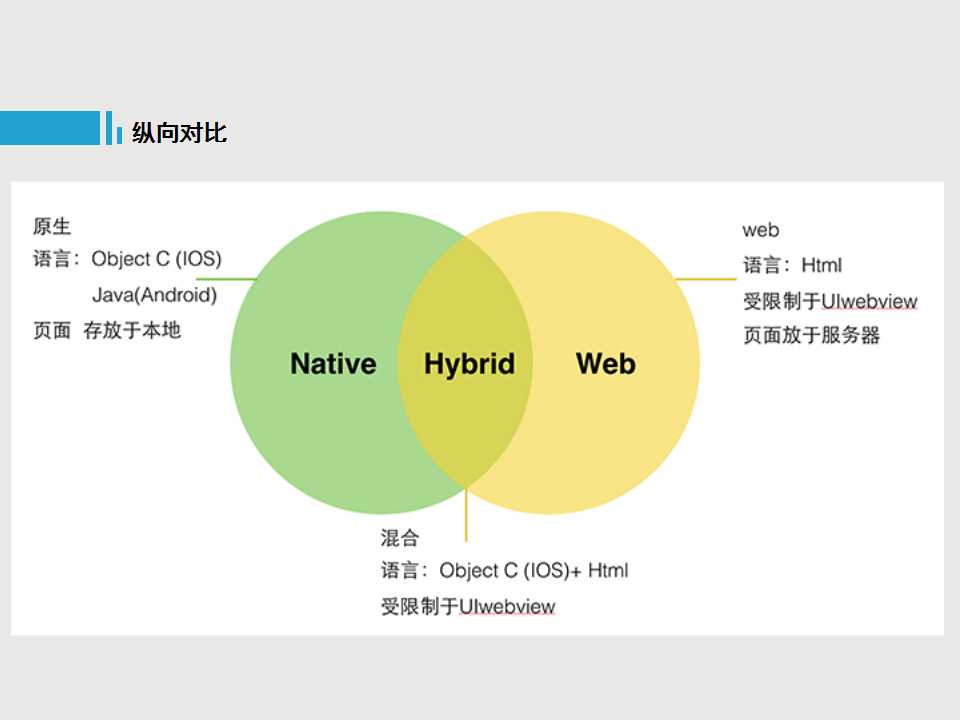 纵向对比
原生
语言：Object C (IOS)
Java(Android)
页面 存放于本地
web
语言：Html
受限制于UIwebview
页面放于服务器
Native
Hybrid
Web
混合
语言：Object C (IOS)+ Html
受限制于UIwebview